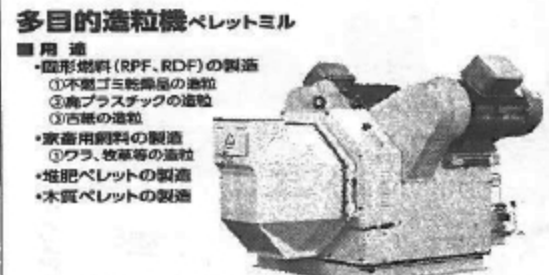 多目的造粒機ペレットミル
■用途
・固形燃料(RPF、RDF)の製造
①不燃ゴミ乾燥品の造粒
②廃プラスチックの造粒
③古紙の造粒
・家畜用飼料の製造
①ワラ、牧草等の造粒
・堆肥ペレットの製造
・木質ペレットの製造